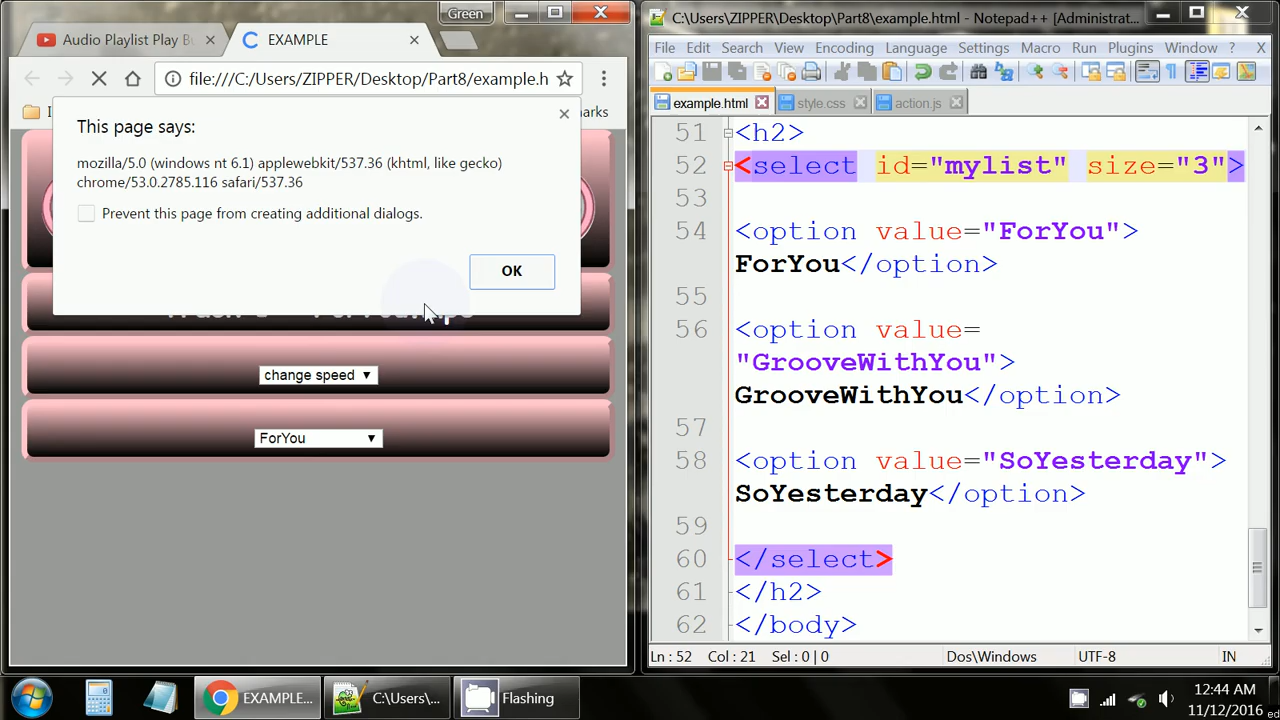 Green
Audio Playlist Play B
EXAMPLE
file:///C:/Users/ZIPPER/Desktop/Part8/example.h
This page says:
mozilla/5.0 (windows nt 6.1) applewebkit/537.36 (khtml, like gecko)
chrome/53.0.2785.116 safari/537.36
Prevent this page from creating additional dialogs.
OK
change speed
ForYou
C:\Users\ZIPPER\Desktop\Part8\example.html - Notepad++ [Administrat...
File Edit Search View Encoding Language Settings Macro Run Plugins Window ? X
example.html style.css action.js
51 <h2>
52 <select id="mylist" size="3">
53
54 <option value="ForYou">
ForYou</option>
55
56 <option value=
"GrooveWithYou">
GrooveWithYou</option>
57
58 <option value="SoYesterday">
SoYesterday</option>
59
60 </select>
61 </h2>
62 </body>
Ln : 52 Col : 21 Sel : 0 | 0 Dos\Windows UTF-8 IN
EXAMPLE... C:\Users\... Flashing
12:44 AM
11/12/2016